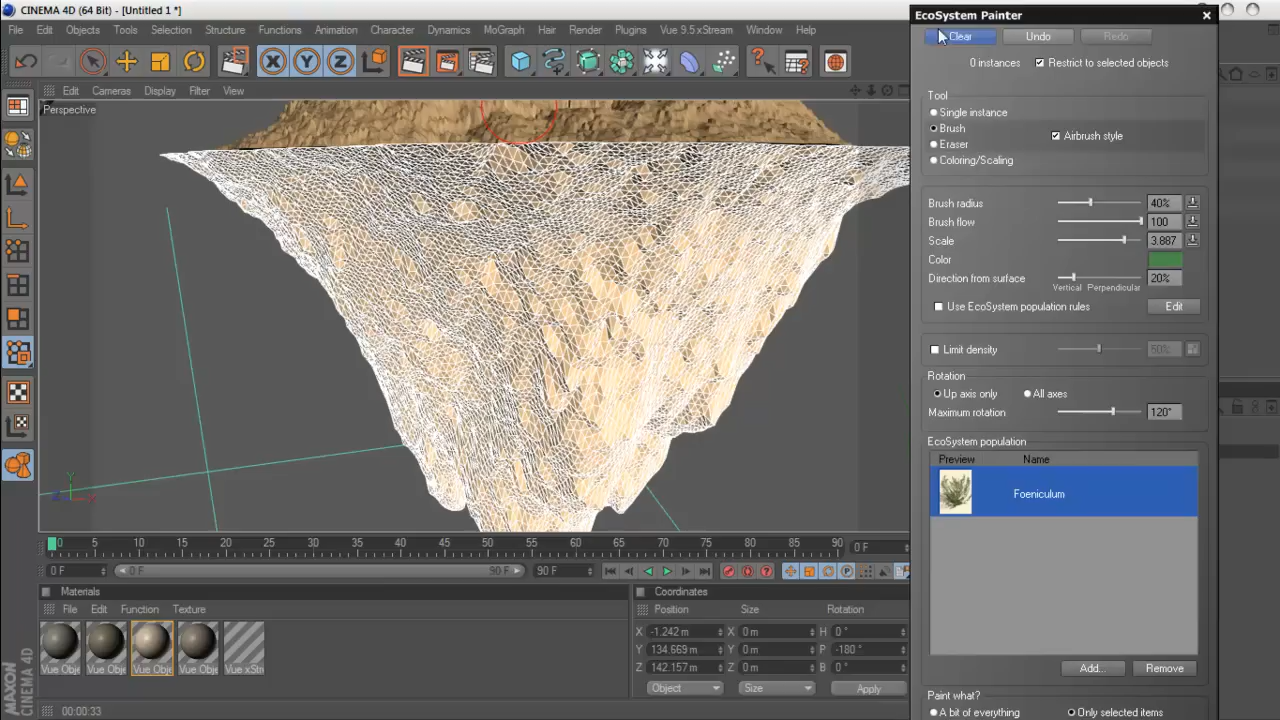 CINEMA 4D (64 Bit) - [Untitled 1 *]
File Edit Objects Tools Selection Structure Functions Animation Character Dynamics MoGraph Hair Render Plugins Vue 9.5 xStream Window Help
Edit Cameras Display Filter View
Perspective
EcoSystem Painter
Clear Undo Redo
0 instances Restrict to selected objects
Tool
Single instance
Brush
Airbrush style
Eraser
Coloring/Scaling
Brush radius 40%
Brush flow 100
Scale 3.887
Color
Direction from surface 20%
Vertical Perpendicular
Use EcoSystem population rules Edit
Limit density 50%
Rotation
Up axis only All axes
Maximum rotation 120°
EcoSystem population
Preview Name
Foeniculum
Add... Remove
Paint what?
A bit of everything Only selected items
X Y Z
Y X
0 5 10 15 20 25 30 35 40 45 50 55 60 65 70 75 80 85 90 0 F
0 F 0 F 90 F 90 F
Materials
File Edit Function Texture
Vue Obje Vue Obje Vue Obje Vue Obje Vue xStr
Coordinates
Position Size Rotation
X -1.242 m X 0 m H 0 °
Y 134.669 m Y 0 m P -180 °
Z 142.157 m Z 0 m B 0 °
Object Size Apply
MAXON
CINEMA 4D
00:00:33